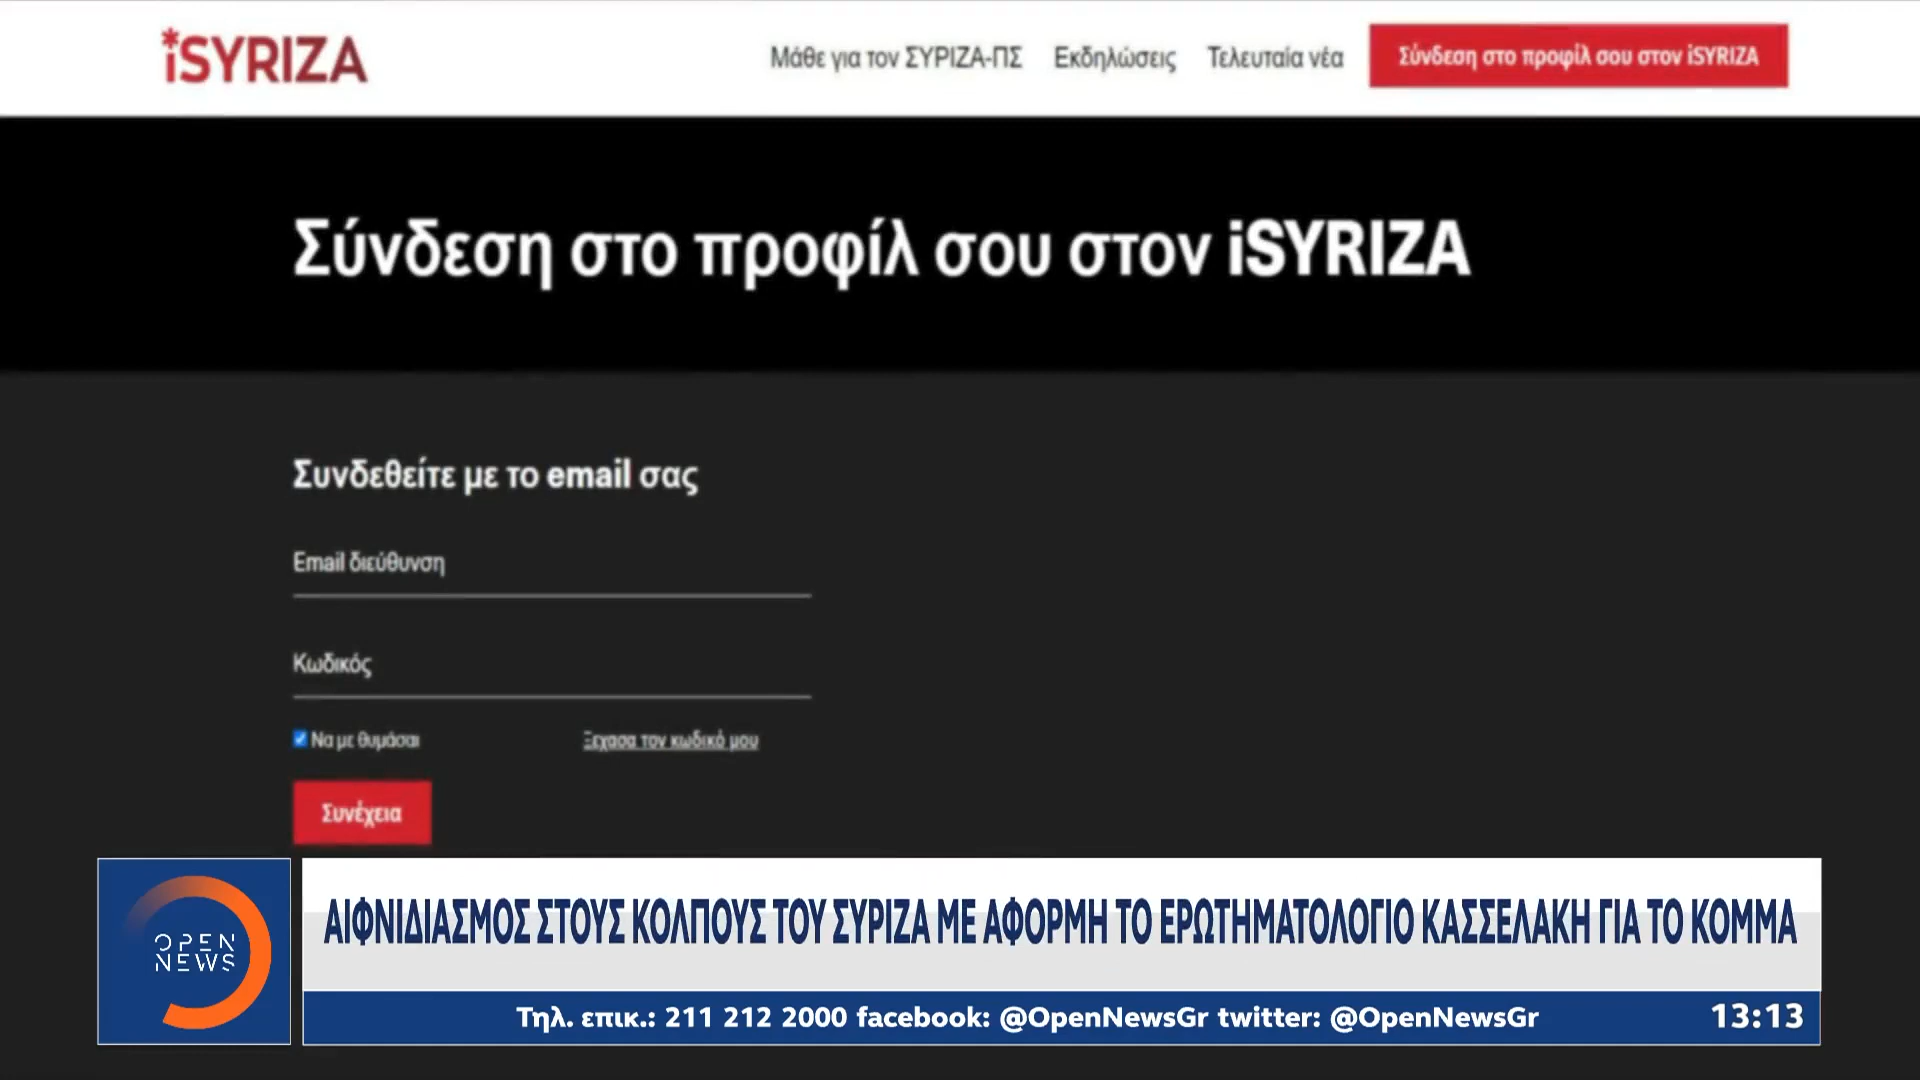 *iSYRIZA
Μάθε για τον ΣΥΡΙΖΑ-ΠΣ Εκδηλώσεις Τελευταία νέα Σύνδεση στο προφίλ σου στον iSYRIZA
Σύνδεση στο προφίλ σου στον iSYRIZA
Συνδεθείτε με το email σας
Email διεύθυνση
Κωδικός
Να με θυμάσαι Ξεχασα τον κωδικό μου
Συνέχεια
OPEN
NEWS
ΑΙΦΝΙΔΙΑΣΜΟΣ ΣΤΟΥΣ ΚΟΛΠΟΥΣ ΤΟΥ ΣΥΡΙΖΑ ΜΕ ΑΦΟΡΜΗ ΤΟ ΕΡΩΤΗΜΑΤΟΛΟΓΙΟ ΚΑΣΣΕΛΑΚΗ ΓΙΑ ΤΟ ΚΟΜΜΑ
Τηλ. επικ.: 211 212 2000 facebook: @OpenNewsGr twitter: @OpenNewsGr 13:13